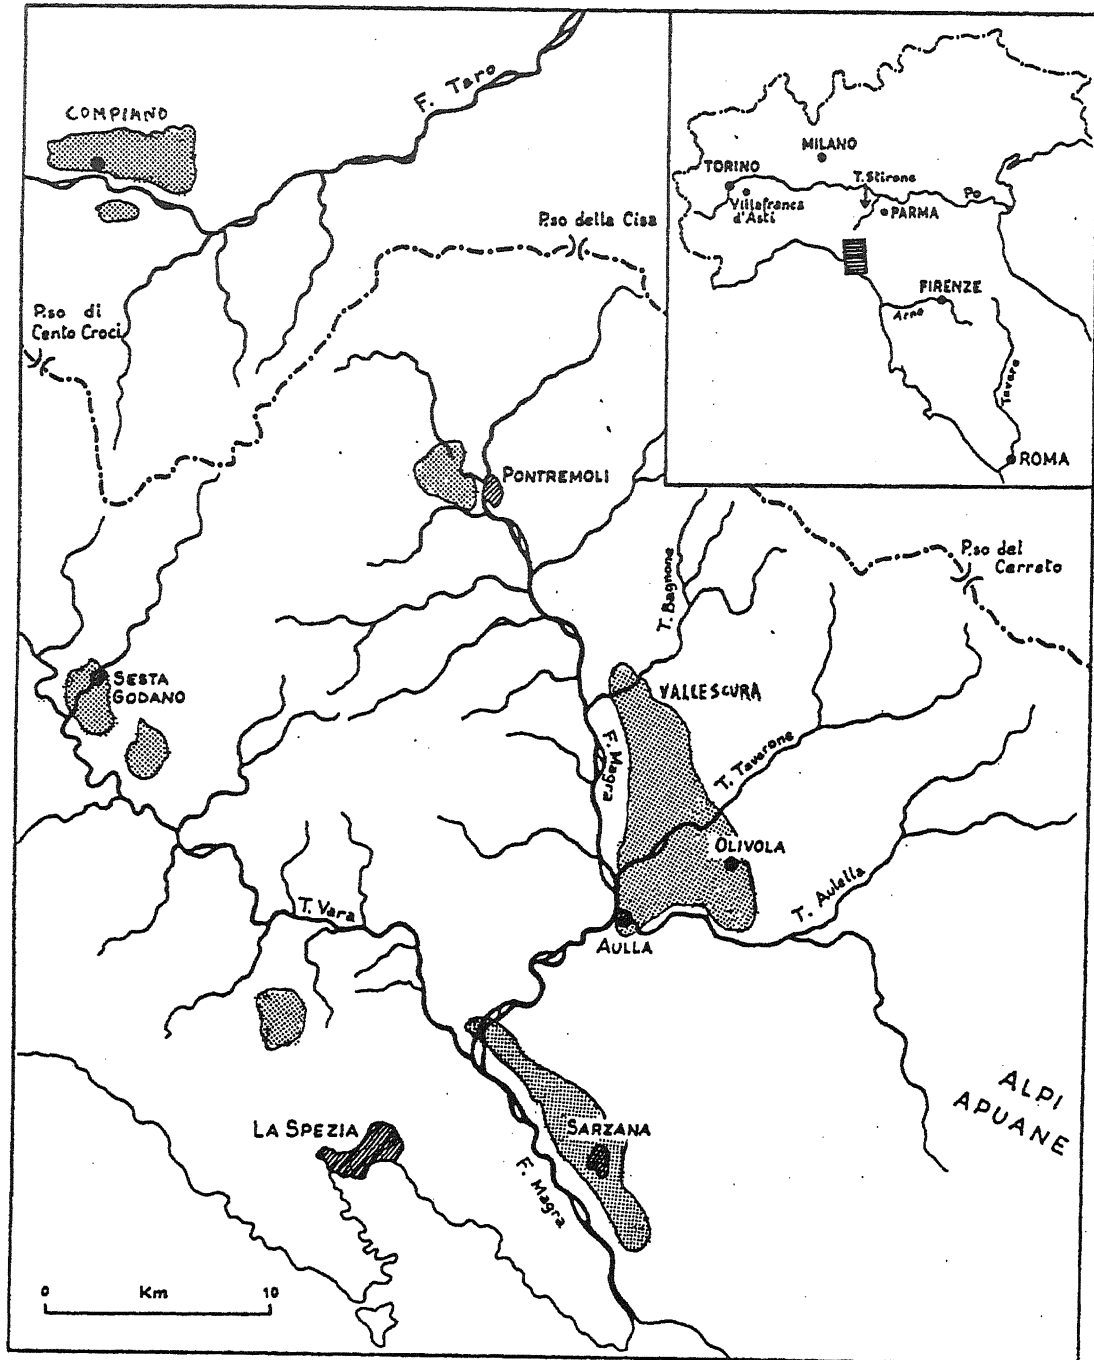 COMPIANO
F. Taro
P.so della Cisa
P.so di
Cento Croci
PONTREMOLI
MILANO
TORINO
T. Stirone
Po
Villafranca
d'Asti
PARMA
FIRENZE
Arno
Tevere
ROMA
P.so del
Cerreto
T. Bagnone
SESTA
GODANO
VALLESCURA
F. Magra
T. Taverone
OLIVOLA
T. Aulella
T. Vara
AULLA
ALPI
APUANE
LA SPEZIA
SARZANA
F. Magra
0 Km 10